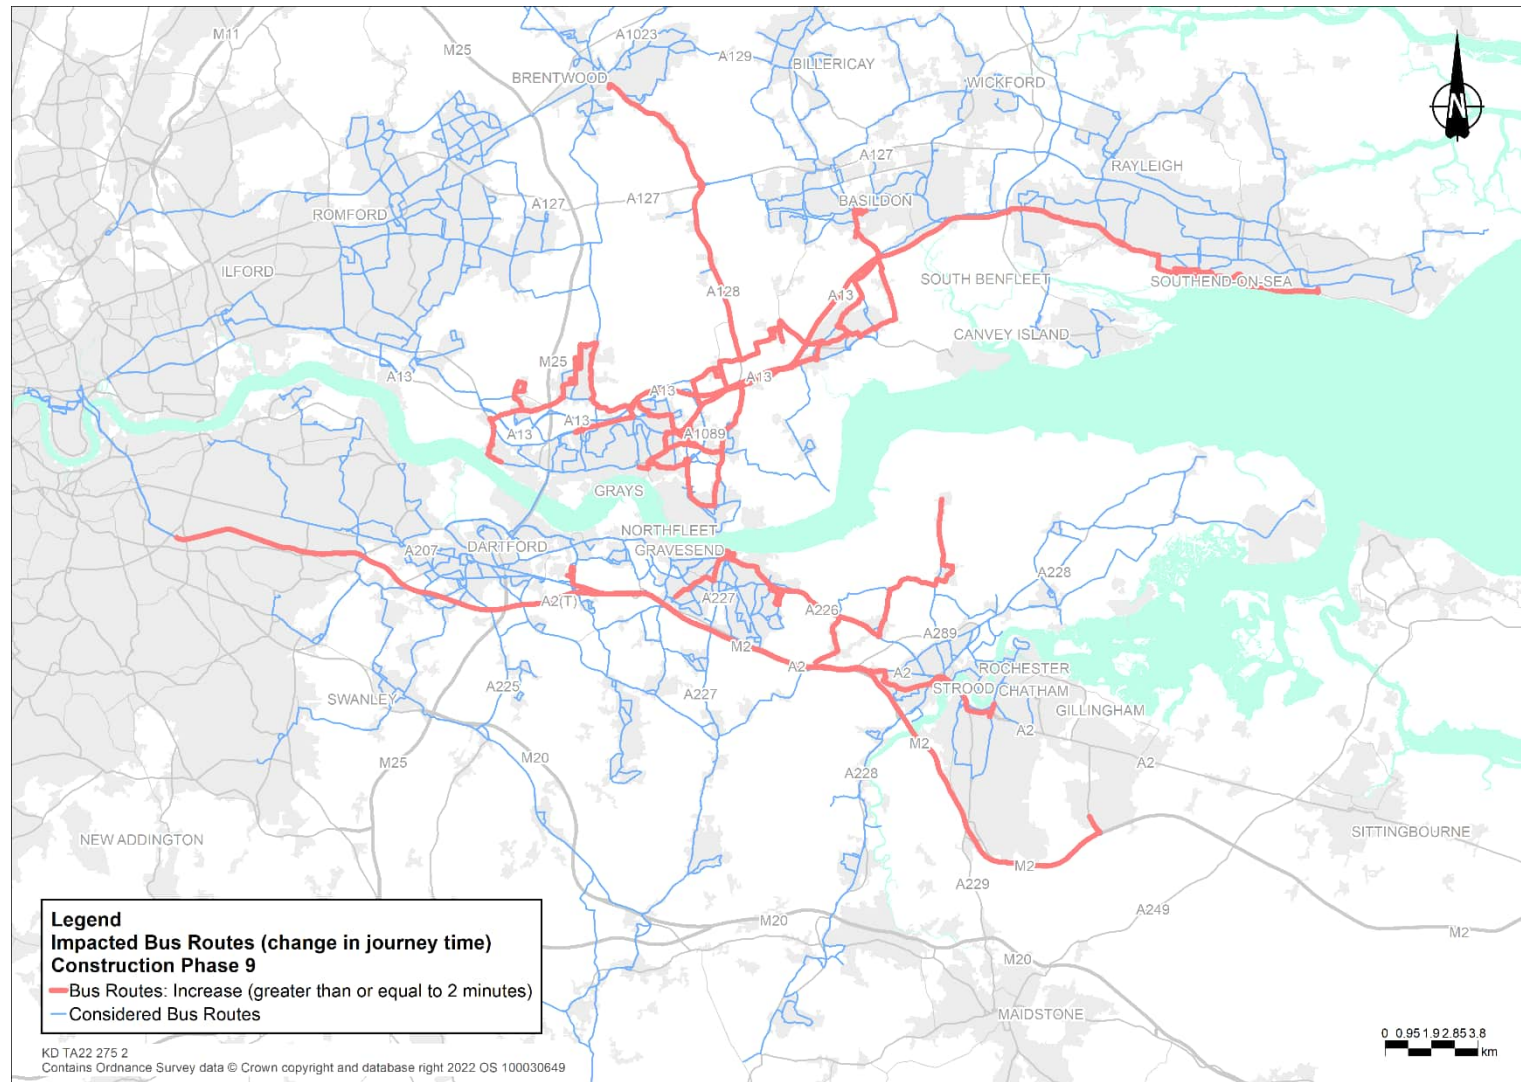 M11
M25
A1023
A129
BILLERICAY
BRENTWOOD
WICKFORD
N
A127
RAYLEIGH
A127
A127
BASILDON
ROMFORD
ILFORD
SOUTH BENFLEET
SOUTHEND-ON-SEA
A128
A13
CANVEY ISLAND
M25
A13
A13
A13
A13
A13
A1089
GRAYS
NORTHFLEET
GRAVESEND
A207
DARTFORD
A228
A2(T)
A227
A226
A289
M2
A2
A2
ROCHESTER
STROOD
CHATHAM
GILLINGHAM
SWANLEY
A225
A227
A2
M2
M25
M20
A228
A2
NEW ADDINGTON
SITTINGBOURNE
M2
A229
A249
M20
M2
M20
MAIDSTONE
Legend
Impacted Bus Routes (change in journey time)
Construction Phase 9
Bus Routes: Increase (greater than or equal to 2 minutes)
Considered Bus Routes
0 0.95 1.9 2.85 3.8
km
KD TA22 275 2
Contains Ordnance Survey data © Crown copyright and database right 2022 OS 100030649